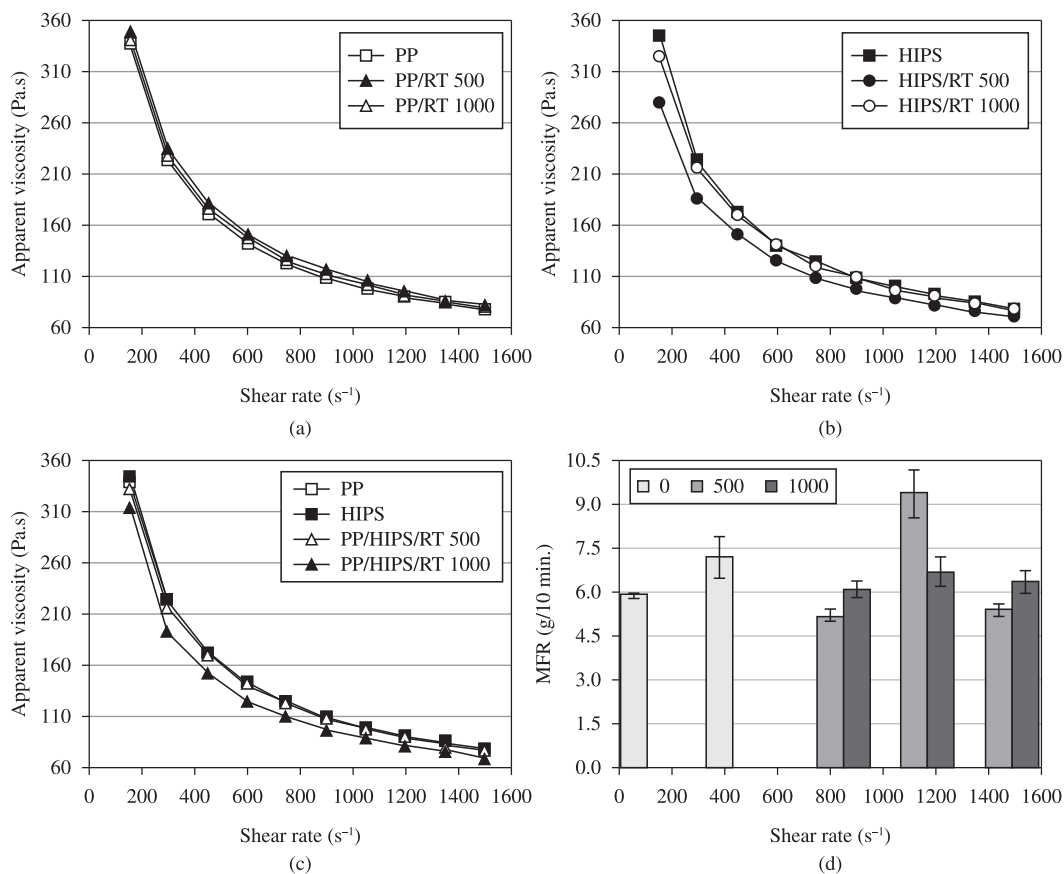 360
310
260
210
160
110
60
Apparent viscosity (Pa.s)
PP
PP/RT 500
PP/RT 1000
0 200 400 600 800 1000 1200 1400 1600
Shear rate (s⁻¹)
(a)
360
310
260
210
160
110
60
Apparent viscosity (Pa.s)
HIPS
HIPS/RT 500
HIPS/RT 1000
0 200 400 600 800 1000 1200 1400 1600
Shear rate (s⁻¹)
(b)
360
310
260
210
160
110
60
Apparent viscosity (Pa.s)
PP
HIPS
PP/HIPS/RT 500
PP/HIPS/RT 1000
0 200 400 600 800 1000 1200 1400 1600
Shear rate (s⁻¹)
(c)
10.5
9.0
7.5
6.0
4.5
3.0
1.5
0.0
MFR (g/10 min.)
0 500 1000
0 200 400 600 800 1000 1200 1400 1600
Shear rate (s⁻¹)
(d)